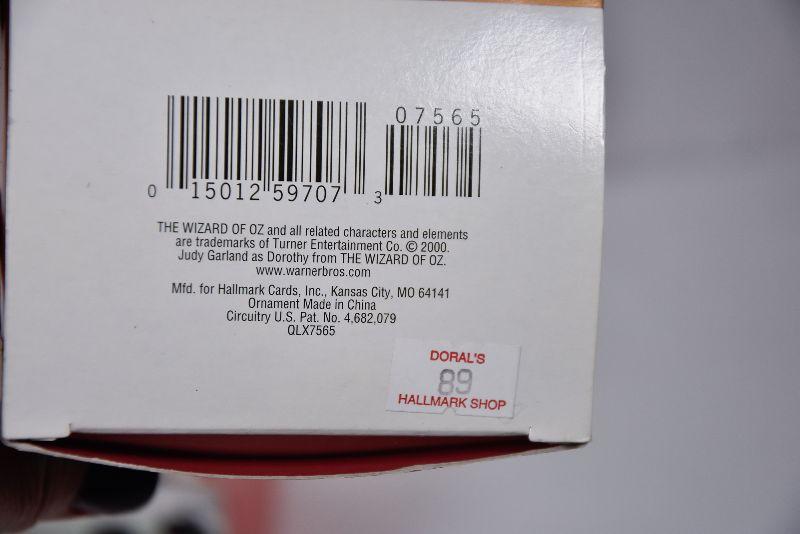 07565
0 15012 59707 3
THE WIZARD OF OZ and all related characters and elements
are trademarks of Turner Entertainment Co. © 2000.
Judy Garland as Dorothy from THE WIZARD OF OZ.
www.warnerbros.com
Mfd. for Hallmark Cards, Inc., Kansas City, MO 64141
Ornament Made in China
Circuitry U.S. Pat. No. 4,682,079
QLX7565
DORAL'S
89
HALLMARK SHOP